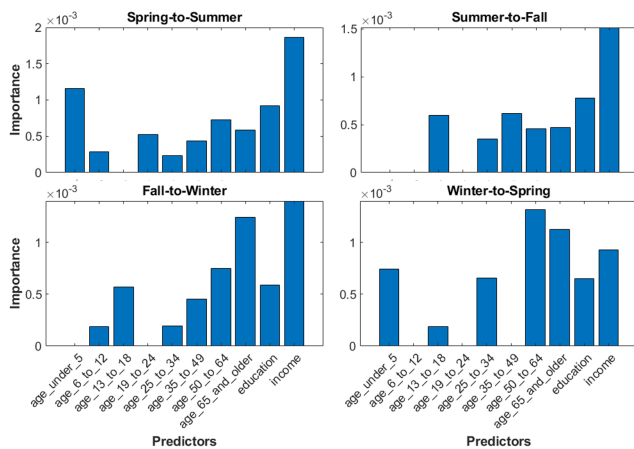 Spring-to-Summer
×10⁻³
2
1.5
1
0.5
0
Importance
Summer-to-Fall
×10⁻³
1.5
1
0.5
0
Fall-to-Winter
×10⁻³
1
0.5
0
Importance
age_under_5
age_6_to_12
age_13_to_18
age_19_to_24
age_25_to_34
age_35_to_49
age_50_to_64
age_65_and_older
education
income
Predictors
Winter-to-Spring
×10⁻³
1
0.5
0
age_under_5
age_6_to_12
age_13_to_18
age_19_to_24
age_25_to_34
age_35_to_49
age_50_to_64
age_65_and_older
education
income
Predictors